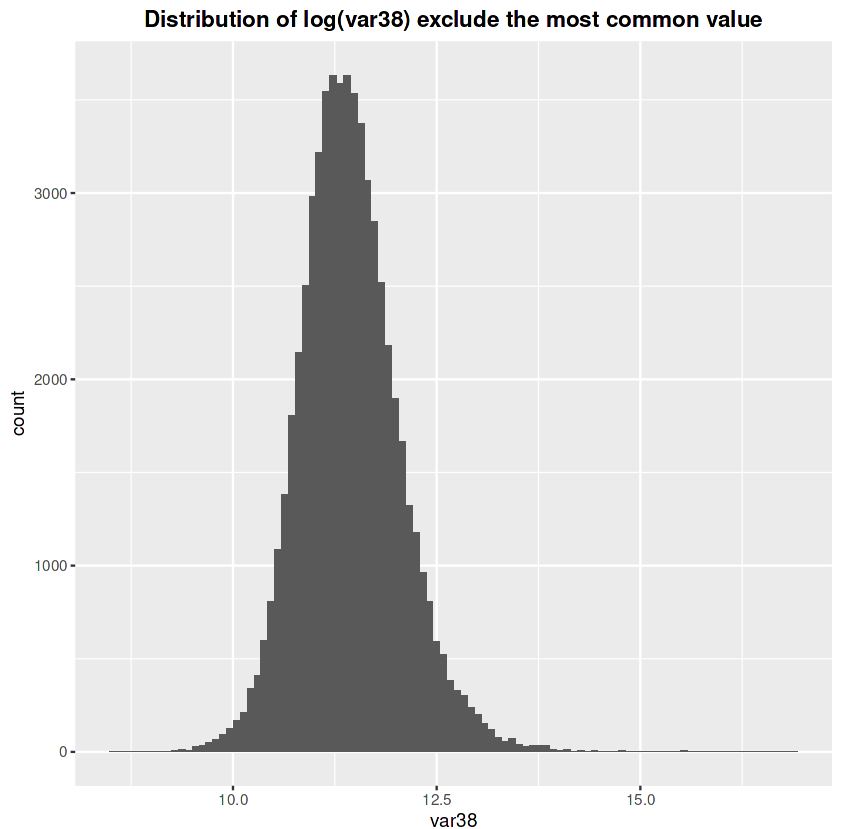 Distribution of log(var38) exclude the most common value
count
3000
2000
1000
0
10.0 12.5 15.0
var38